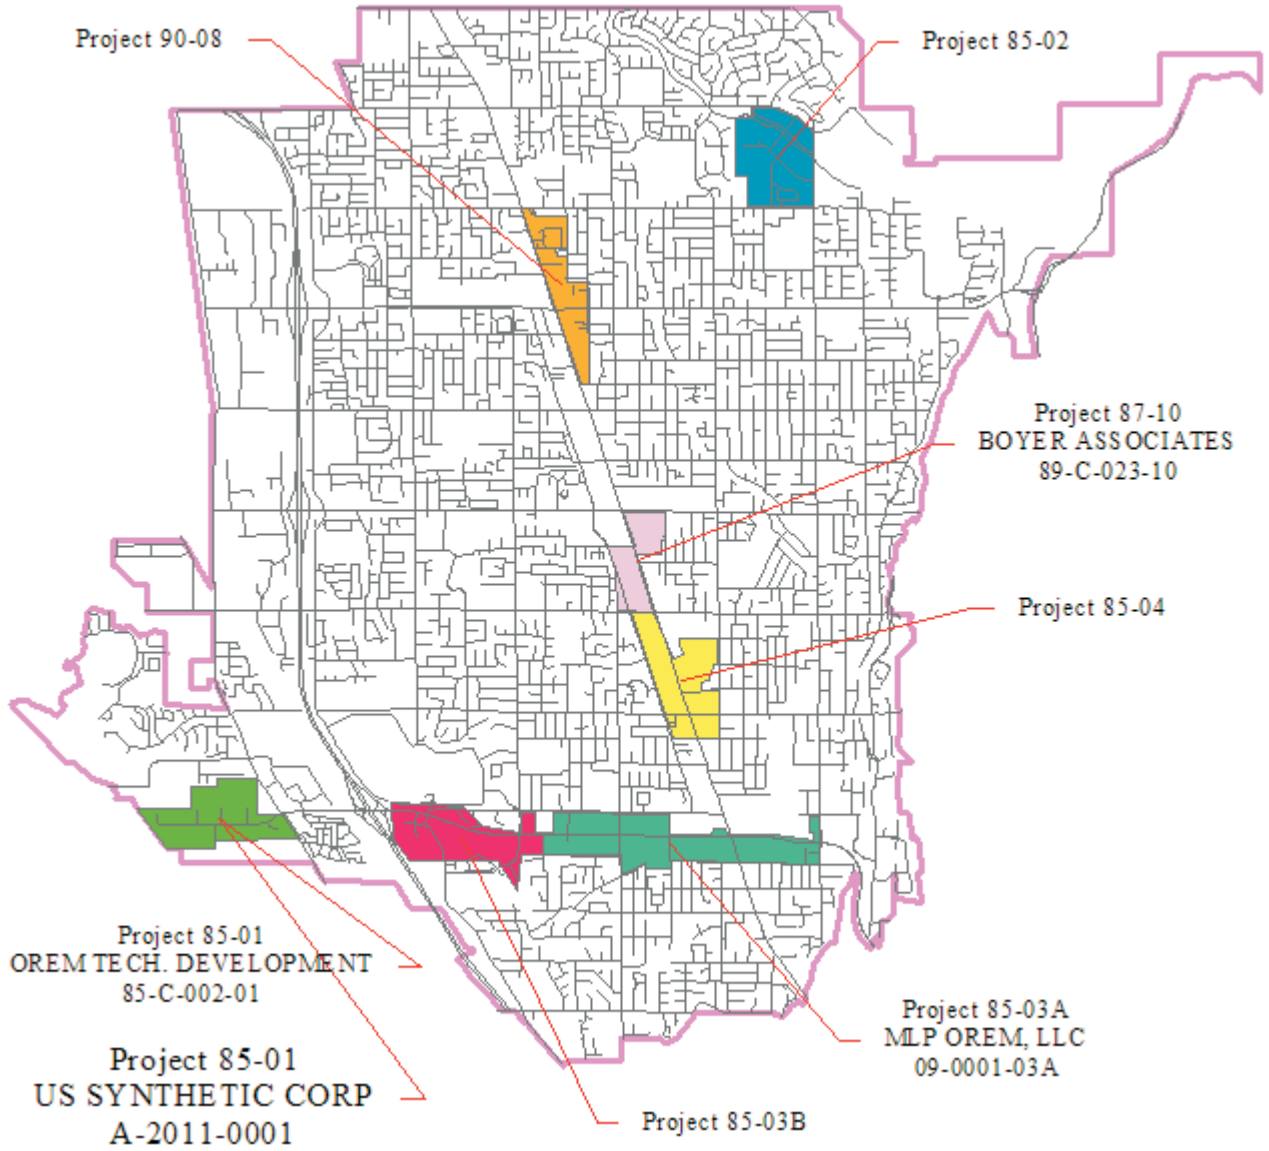 Project 90-08
Project 85-02
Project 87-10
BOYER ASSOCIATES
89-C-023-10
Project 85-04
Project 85-01
OREM TECH. DEVELOPMENT
85-C-002-01
Project 85-03A
MLP OREM, LLC
09-0001-03A
Project 85-01
US SYNTHETIC CORP
A-2011-0001
Project 85-03B